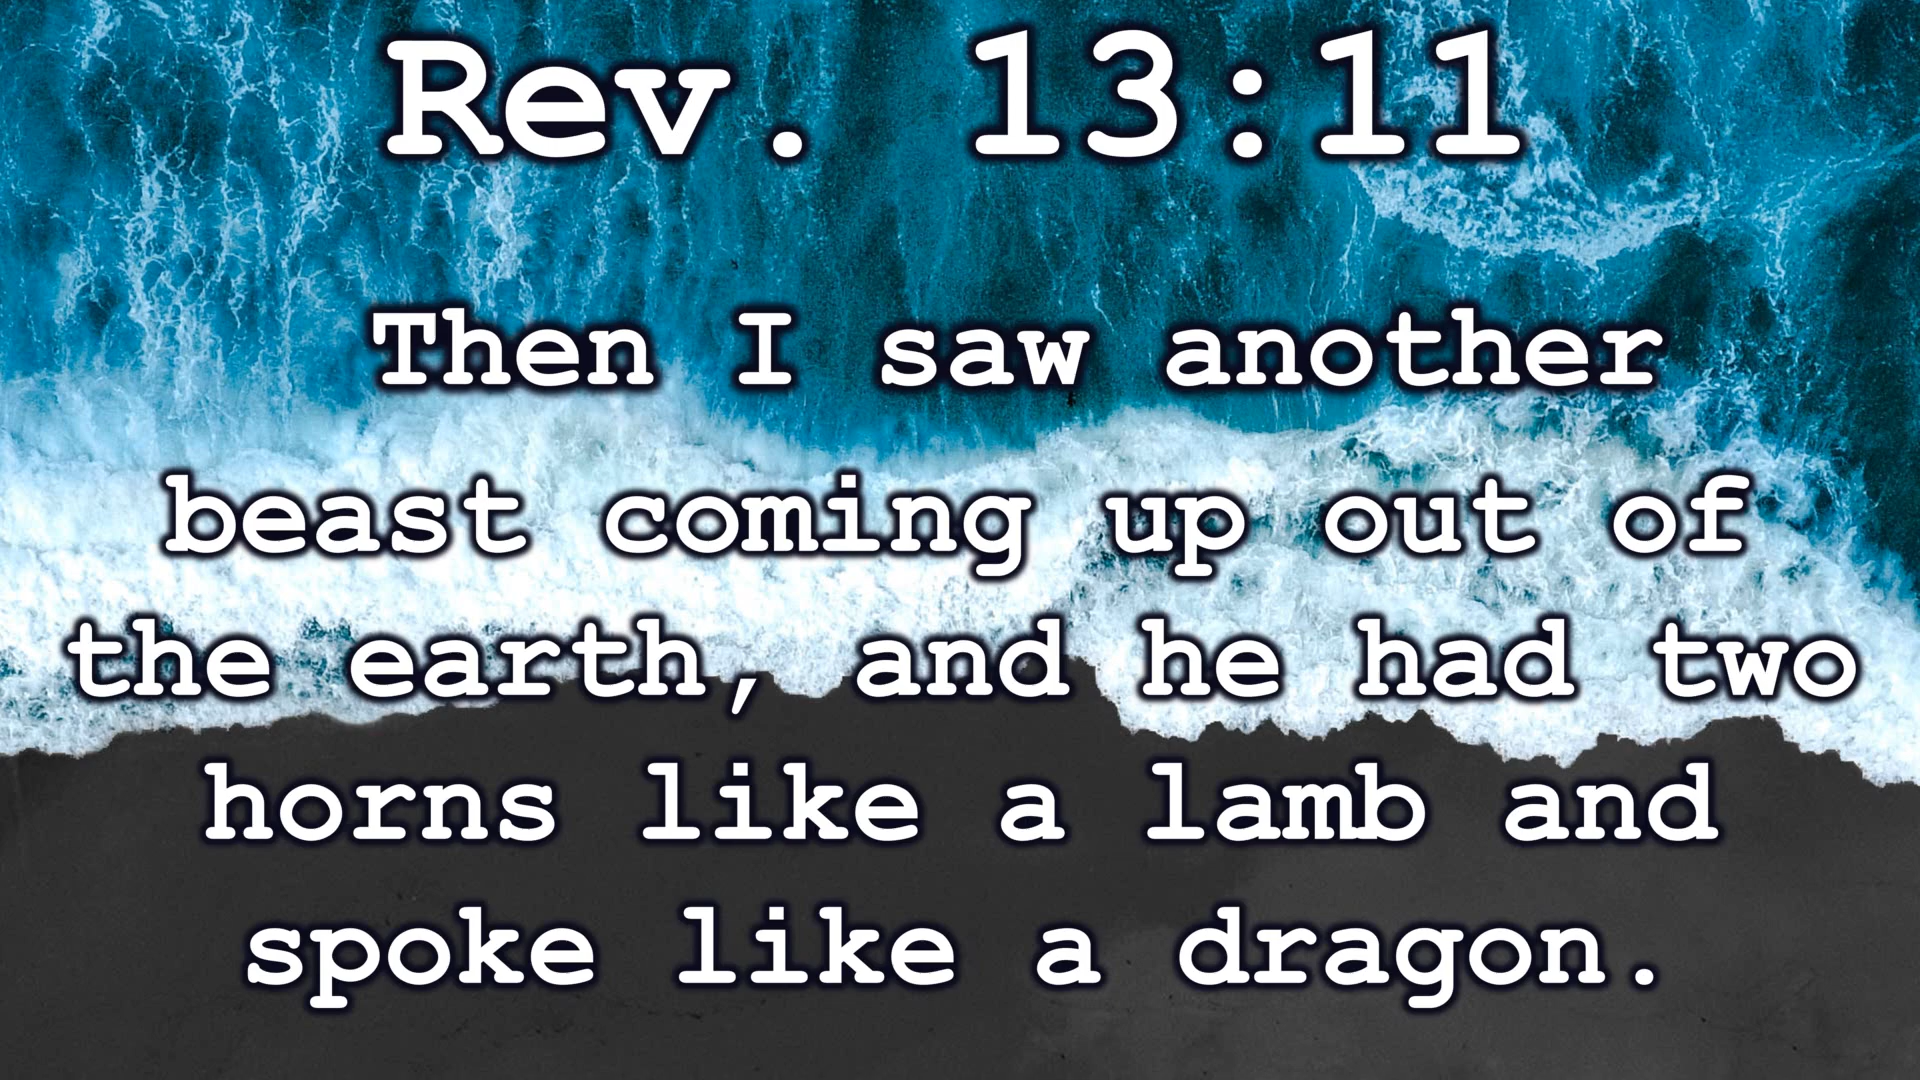 Rev. 13:11
Then I saw another
beast coming up out of
the earth, and he had two
horns like a lamb and
spoke like a dragon.